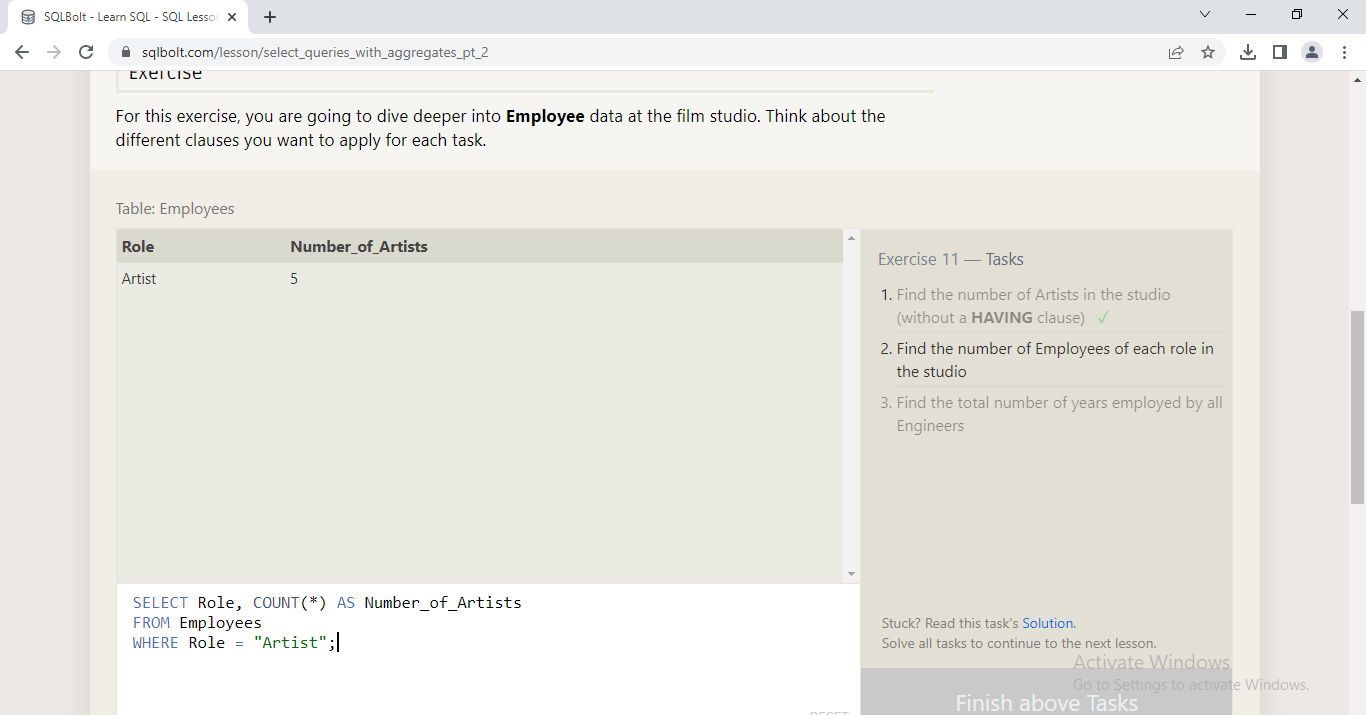 SQLBolt - Learn SQL - SQL Lesso
sqlbolt.com/lesson/select_queries_with_aggregates_pt_2
Exercise
For this exercise, you are going to dive deeper into Employee data at the film studio. Think about the
different clauses you want to apply for each task.
Table: Employees
Role Number_of_Artists
Artist 5
Exercise 11 — Tasks
1. Find the number of Artists in the studio
(without a HAVING clause) ✓
2. Find the number of Employees of each role in
the studio
3. Find the total number of years employed by all
Engineers
SELECT Role, COUNT(*) AS Number_of_Artists
FROM Employees
WHERE Role = "Artist";
RESET
Stuck? Read this task's Solution.
Solve all tasks to continue to the next lesson.
Finish above Tasks
Activate Windows
Go to Settings to activate Windows.